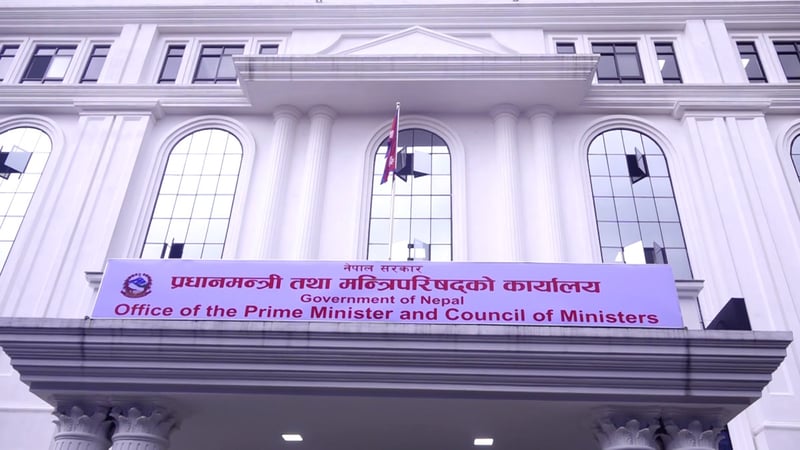 नेपाल सरकार
प्रधानमन्त्री तथा मन्त्रिपरिषद्को कार्यालय
Government of Nepal
Office of the Prime Minister and Council of Ministers